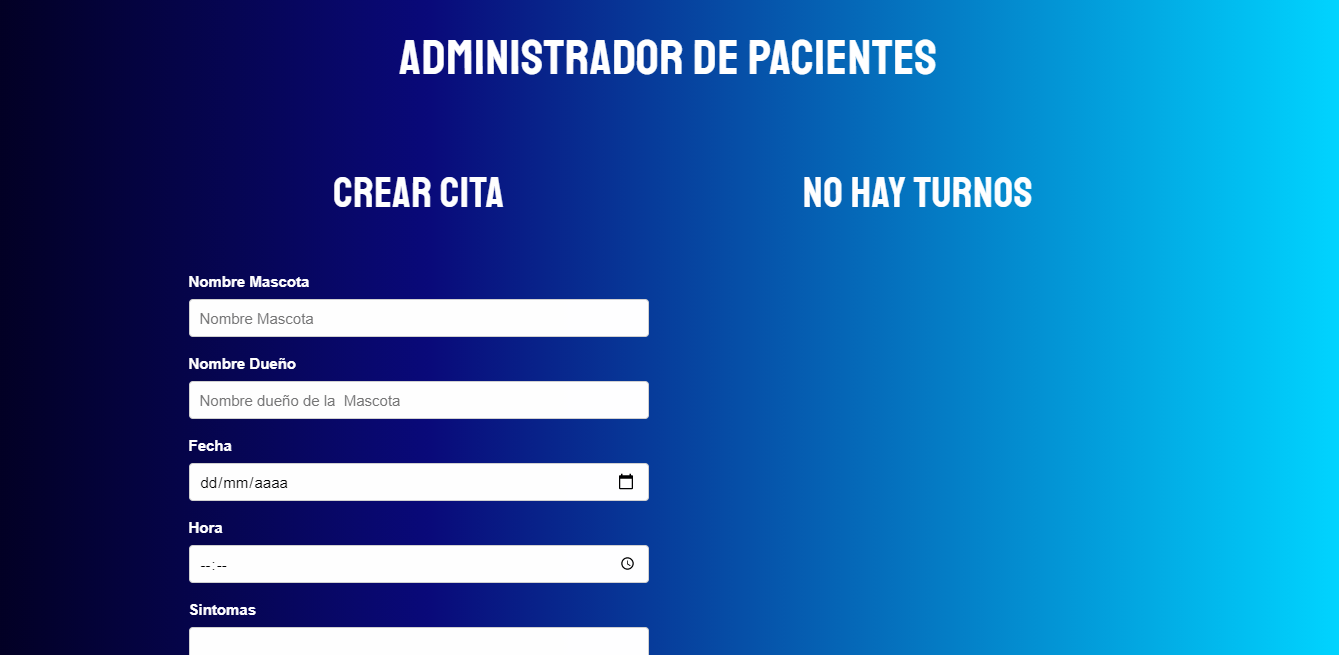 ADMINISTRADOR DE PACIENTES
CREAR CITA
NO HAY TURNOS
Nombre Mascota
Nombre Mascota
Nombre Dueño
Nombre dueño de la  Mascota
Fecha
dd/mm/aaaa
Hora
--:--
Sintomas